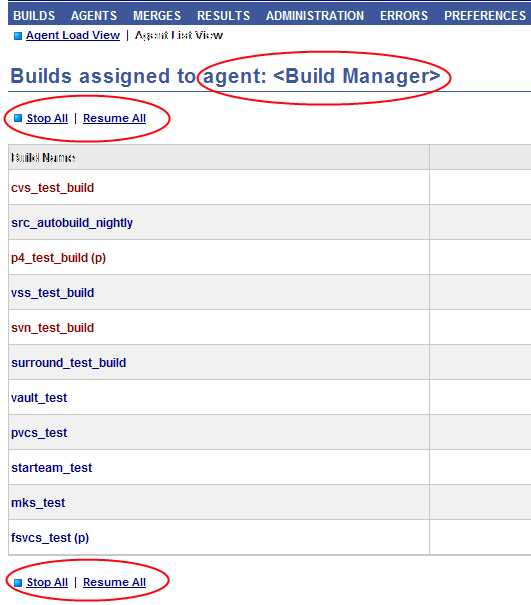 BUILDS AGENTS MERGES RESULTS ADMINISTRATION ERRORS PREFERENCES
Agent Load View | Agent List View
Builds assigned to agent: <Build Manager>
Stop All | Resume All
Build Name
cvs_test_build
src_autobuild_nightly
p4_test_build (p)
vss_test_build
svn_test_build
surround_test_build
vault_test
pvcs_test
starteam_test
mks_test
fsvcs_test (p)
Stop All | Resume All